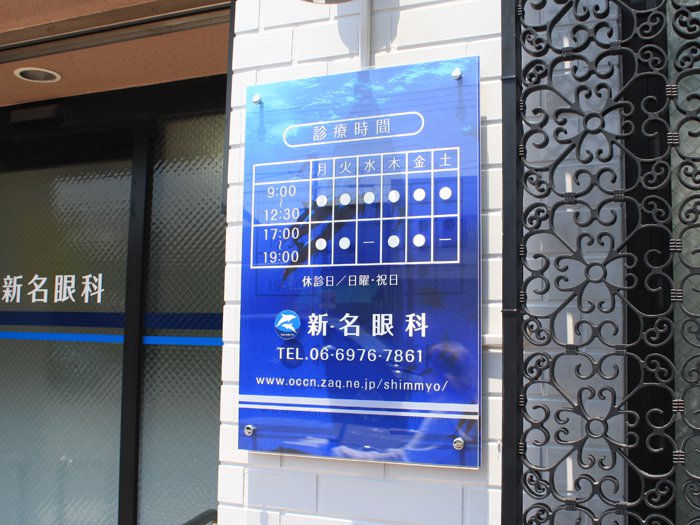 診療時間
月 火 水 木 金 土
9:00
～
12:30
● ● ● ● ● ●
17:00
～
19:00
● ● － ● ● －
休診日／日曜・祝日
新名眼科
TEL.06-6976-7861
www.occn.zaq.ne.jp/shimmyo/
新名眼科